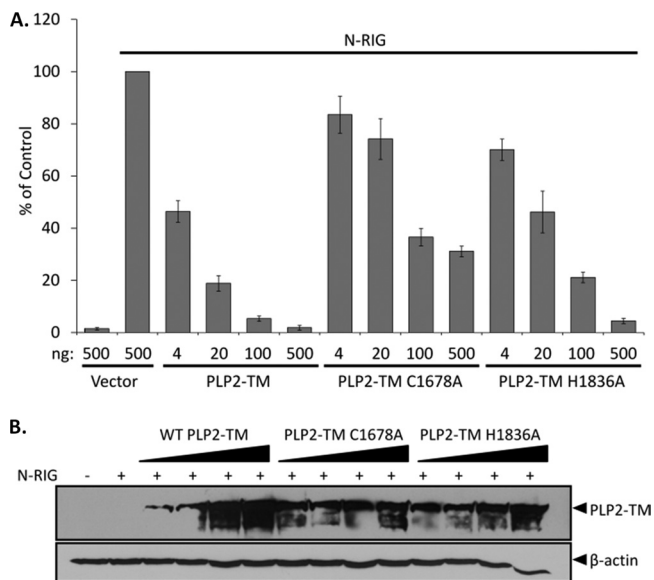 A.
N-RIG
% of Control
120
100
80
60
40
20
0
ng: 500 500 4 20 100 500 4 20 100 500 4 20 100 500
Vector PLP2-TM PLP2-TM C1678A PLP2-TM H1836A
B.
WT PLP2-TM PLP2-TM C1678A PLP2-TM H1836A
N-RIG - + + + + + + + + + + + + +
PLP2-TM
β-actin